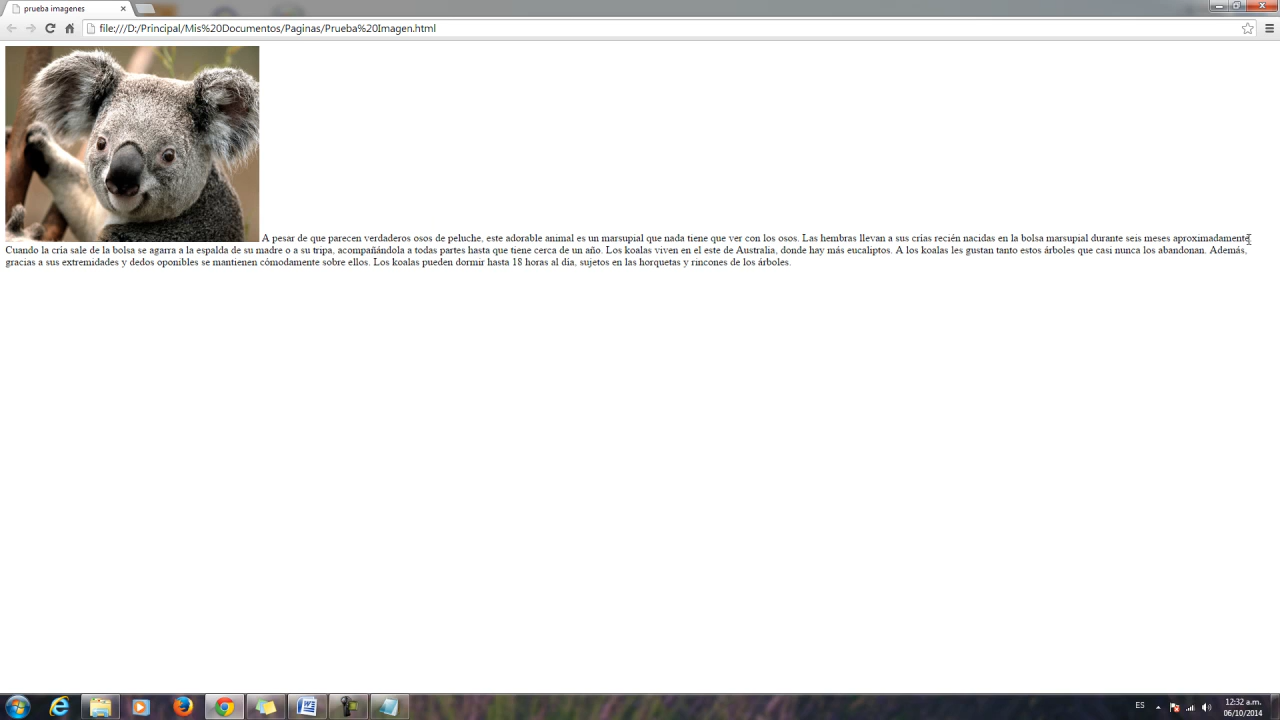 prueba imagenes
file:///D:/Principal/Mis%20Documentos/Paginas/Prueba%20Imagen.html
A pesar de que parecen verdaderos osos de peluche, este adorable animal es un marsupial que nada tiene que ver con los osos. Las hembras llevan a sus crías recién nacidas en la bolsa marsupial durante seis meses aproximadamente.
Cuando la cría sale de la bolsa se agarra a la espalda de su madre o a su tripa, acompañándola a todas partes hasta que tiene cerca de un año. Los koalas viven en el este de Australia, donde hay más eucaliptos. A los koalas les gustan tanto estos árboles que casi nunca los abandonan. Además,
gracias a sus extremidades y dedos oponibles se mantienen cómodamente sobre ellos. Los koalas pueden dormir hasta 18 horas al día, sujetos en las horquetas y rincones de los árboles.
ES
12:32 a.m.
06/10/2014